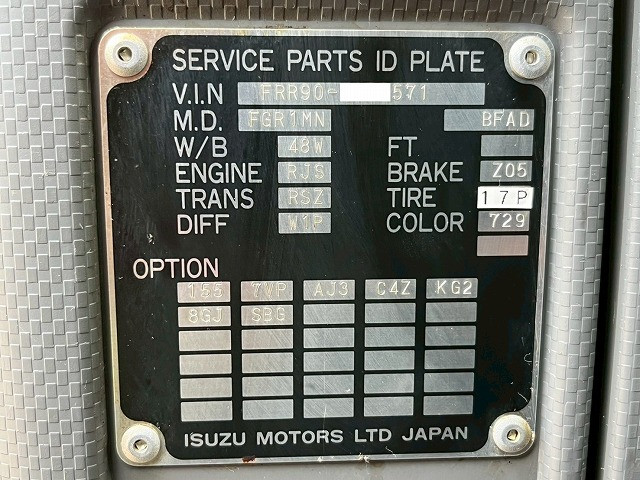 SERVICE PARTS ID PLATE
V.I.N FRR90- 571
M.D. FGR1MN BFAD
W/B 48W FT
ENGINE RJS BRAKE Z05
TRANS RSZ TIRE 17P
DIFF W1P COLOR 729
OPTION
155 7VP AJ3 C4Z KG2
8GJ SBG
ISUZU MOTORS LTD JAPAN